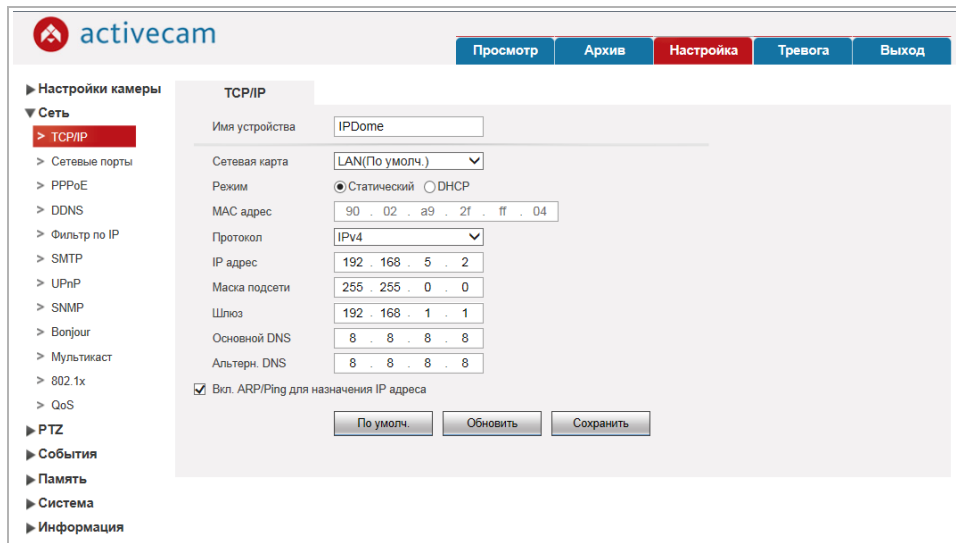 activecam
Просмотр Архив Настройка Тревога Выход
Настройки камеры
Сеть
> TCP/IP
> Сетевые порты
> PPPoE
> DDNS
> Фильтр по IP
> SMTP
> UPnP
> SNMP
> Bonjour
> Мультикаст
> 802.1x
> QoS
PTZ
События
Память
Система
Информация
TCP/IP
Имя устройства IPDome
Сетевая карта LAN(По умолч.)
Режим Статический DHCP
MAC адрес 90 . 02 . a9 . 2f . ff . 04
Протокол IPv4
IP адрес 192 . 168 . 5 . 2
Маска подсети 255 . 255 . 0 . 0
Шлюз 192 . 168 . 1 . 1
Основной DNS 8 . 8 . 8 . 8
Альтерн. DNS 8 . 8 . 8 . 8
Вкл. ARP/Ping для назначения IP адреса
По умолч. Обновить Сохранить